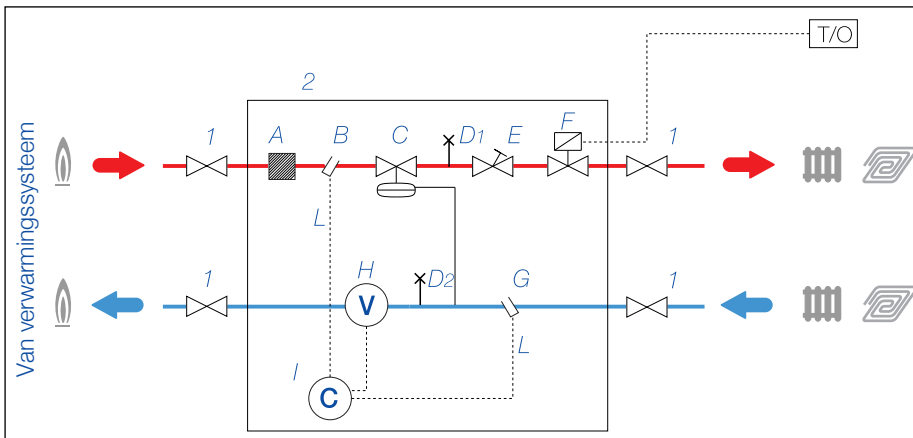 T/O
2
1 A B C D1 E F 1
L
1 H D2 G 1
V
L
I
C
Van verwarmingssysteem